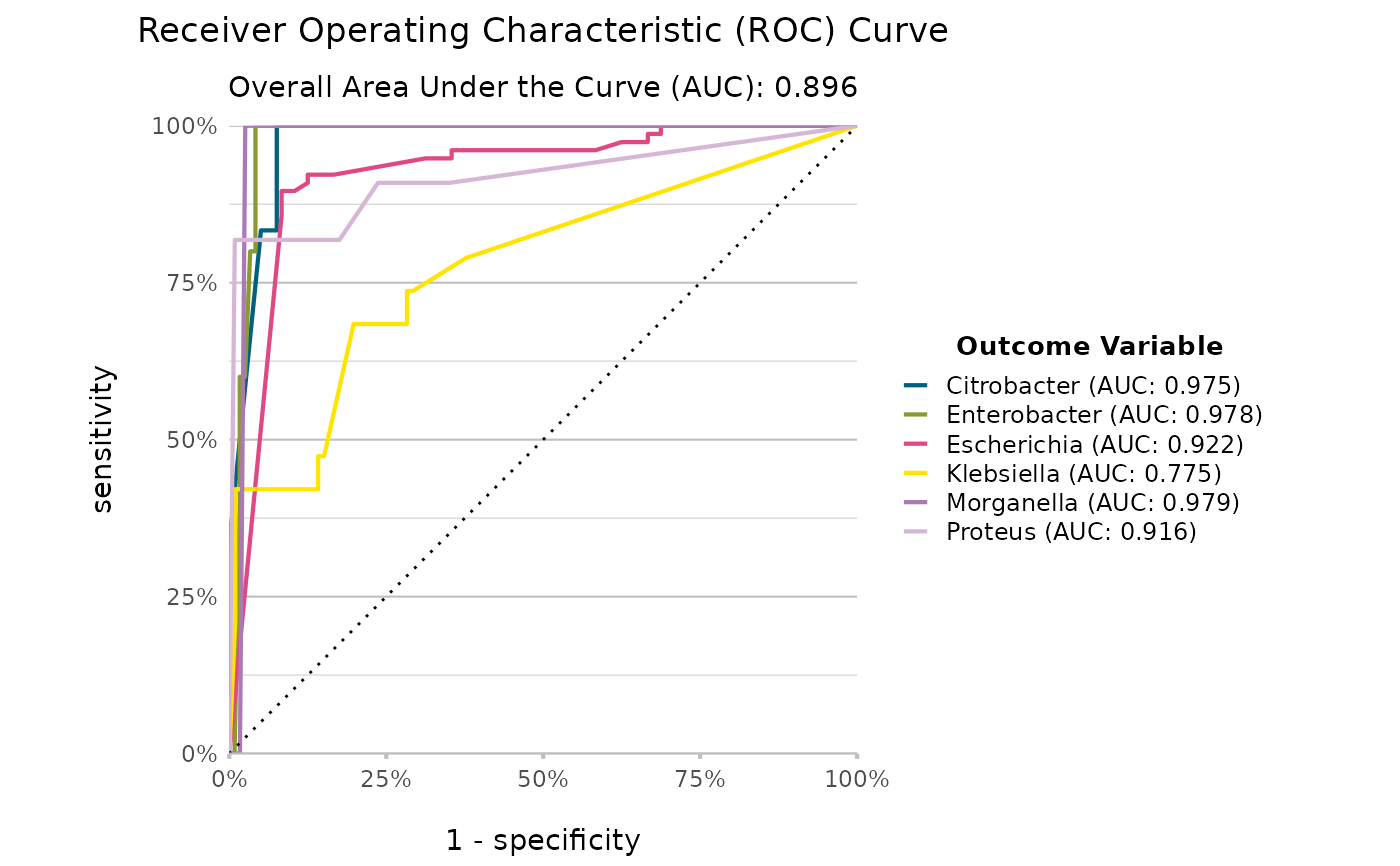 Receiver Operating Characteristic (ROC) Curve
Overall Area Under the Curve (AUC): 0.896
100%
75%
50%
25%
0%
sensitivity
0%
25%
50%
75%
100%
1 - specificity
Outcome Variable
Citrobacter (AUC: 0.975)
Enterobacter (AUC: 0.978)
Escherichia (AUC: 0.922)
Klebsiella (AUC: 0.775)
Morganella (AUC: 0.979)
Proteus (AUC: 0.916)